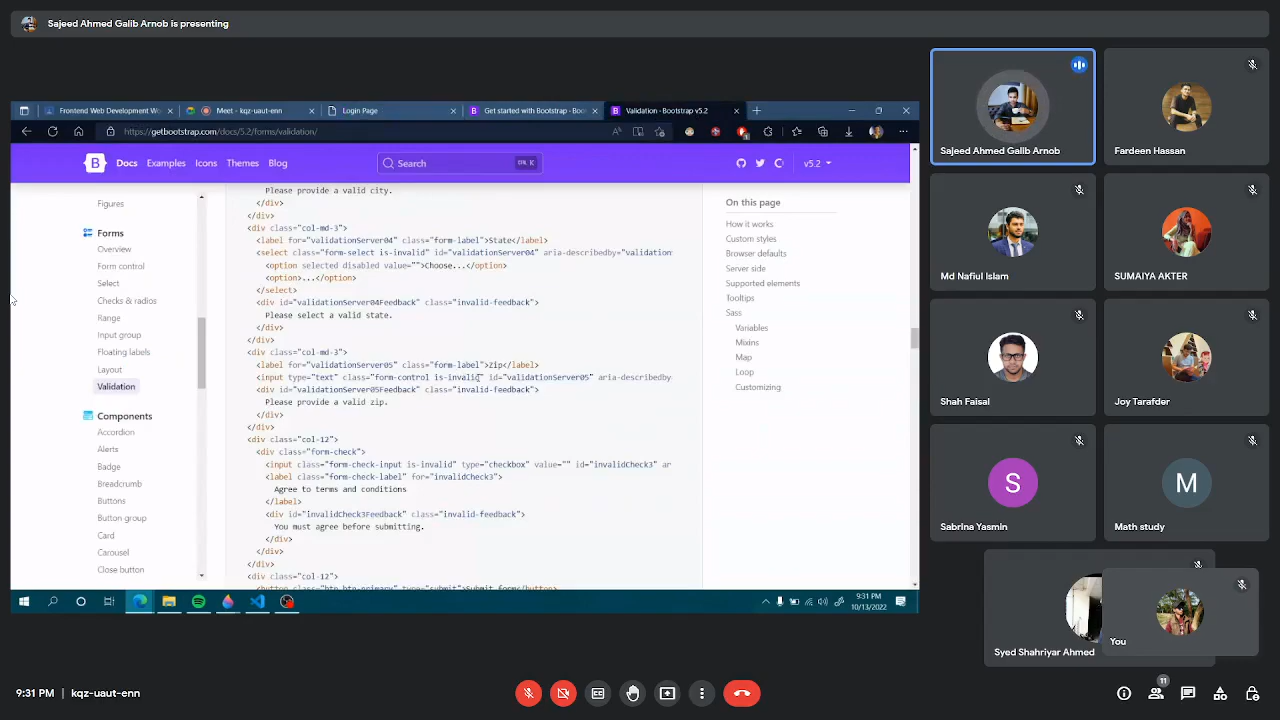 Sajeed Ahmed Galib Arnob is presenting
Frontend Web Development Wo
Meet - kqz-uaut-enn
Login Page
Get started with Bootstrap · Boo
Validation · Bootstrap v5.2
https://getbootstrap.com/docs/5.2/forms/validation/
B
Docs
Examples
Icons
Themes
Blog
Search
v5.2
Figures
Forms
Overview
Form control
Select
Checks & radios
Range
Input group
Floating labels
Layout
Validation
Components
Accordion
Alerts
Badge
Breadcrumb
Buttons
Button group
Card
Carousel
Close button
Please provide a valid city.
</div>
</div>
<div class="col-md-3">
<label for="validationServer04" class="form-label">State</label>
<select class="form-select is-invalid" id="validationServer04" aria-describedby="validation
<option selected disabled value="">Choose...</option>
<option>...</option>
</select>
<div id="validationServer04Feedback" class="invalid-feedback">
Please select a valid state.
</div>
</div>
<div class="col-md-3">
<label for="validationServer05" class="form-label">Zip</label>
<input type="text" class="form-control is-invalid" id="validationServer05" aria-describedby
<div id="validationServer05Feedback" class="invalid-feedback">
Please provide a valid zip.
</div>
</div>
<div class="col-12">
<div class="form-check">
<input class="form-check-input is-invalid" type="checkbox" value="" id="invalidCheck3" ar
<label class="form-check-label" for="invalidCheck3">
Agree to terms and conditions
</label>
<div id="invalidCheck3Feedback" class="invalid-feedback">
You must agree before submitting.
</div>
</div>
</div>
<div class="col-12">
<button class="btn btn-primary" type="submit">Submit form</button>
On this page
How it works
Custom styles
Browser defaults
Server side
Supported elements
Tooltips
Sass
Variables
Mixins
Map
Loop
Customizing
9:31 PM
10/13/2022
Sajeed Ahmed Galib Arnob
Fardeen Hassan
Md Nafiul Islam
SUMAIYA AKTER
Shah Faisal
Joy Tarafder
S
Sabrina Yasmin
M
Math study
Syed Shahriyar Ahmed
You
9:31 PM | kqz-uaut-enn
11